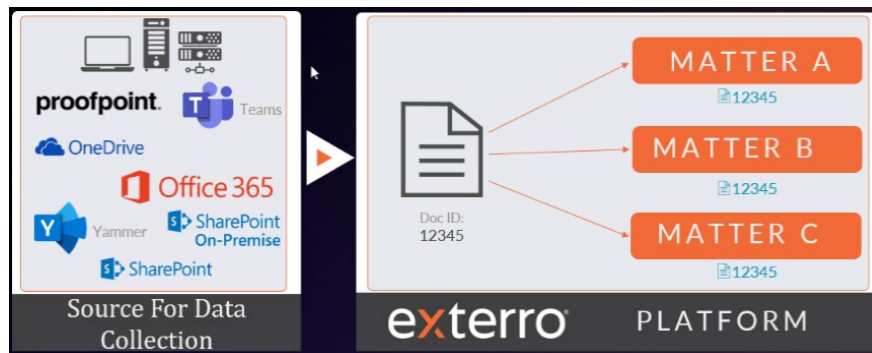 proofpoint.
Teams
OneDrive
Office 365
Yammer
SharePoint
On-Premise
SharePoint
Source For Data
Collection
Doc ID:
12345
MATTER A
12345
MATTER B
12345
MATTER C
12345
exterro
PLATFORM